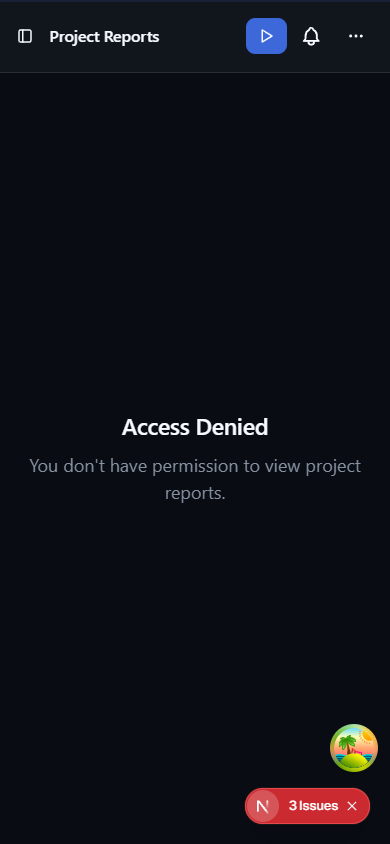 Project Reports
Access Denied
You don't have permission to view project
reports.
N
3 Issues